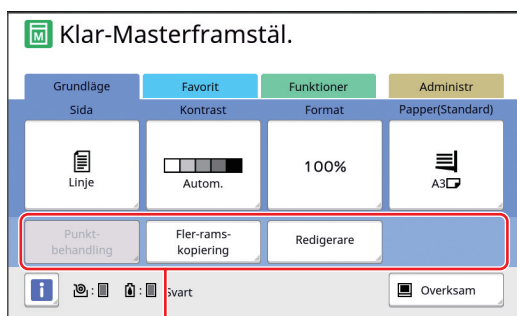 Klar-Masterframstäl.
Grundläge Favorit Funktioner Administr
Sida Kontrast Format Papper(Standard)
Linje Autom. 100% A3
Punkt-
behandling
Fler-rams-
kopiering
Redigerare
i : : Svart Overksam